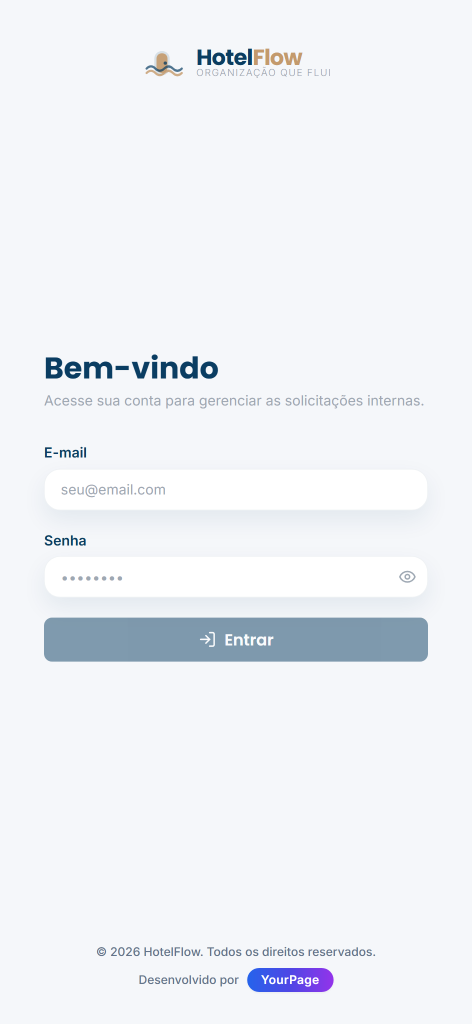 HotelFlow
ORGANIZAÇÃO QUE FLUI
Bem-vindo
Acesse sua conta para gerenciar as solicitações internas.
E-mail
seu@email.com
Senha
••••••••
Entrar
© 2026 HotelFlow. Todos os direitos reservados.
Desenvolvido por YourPage